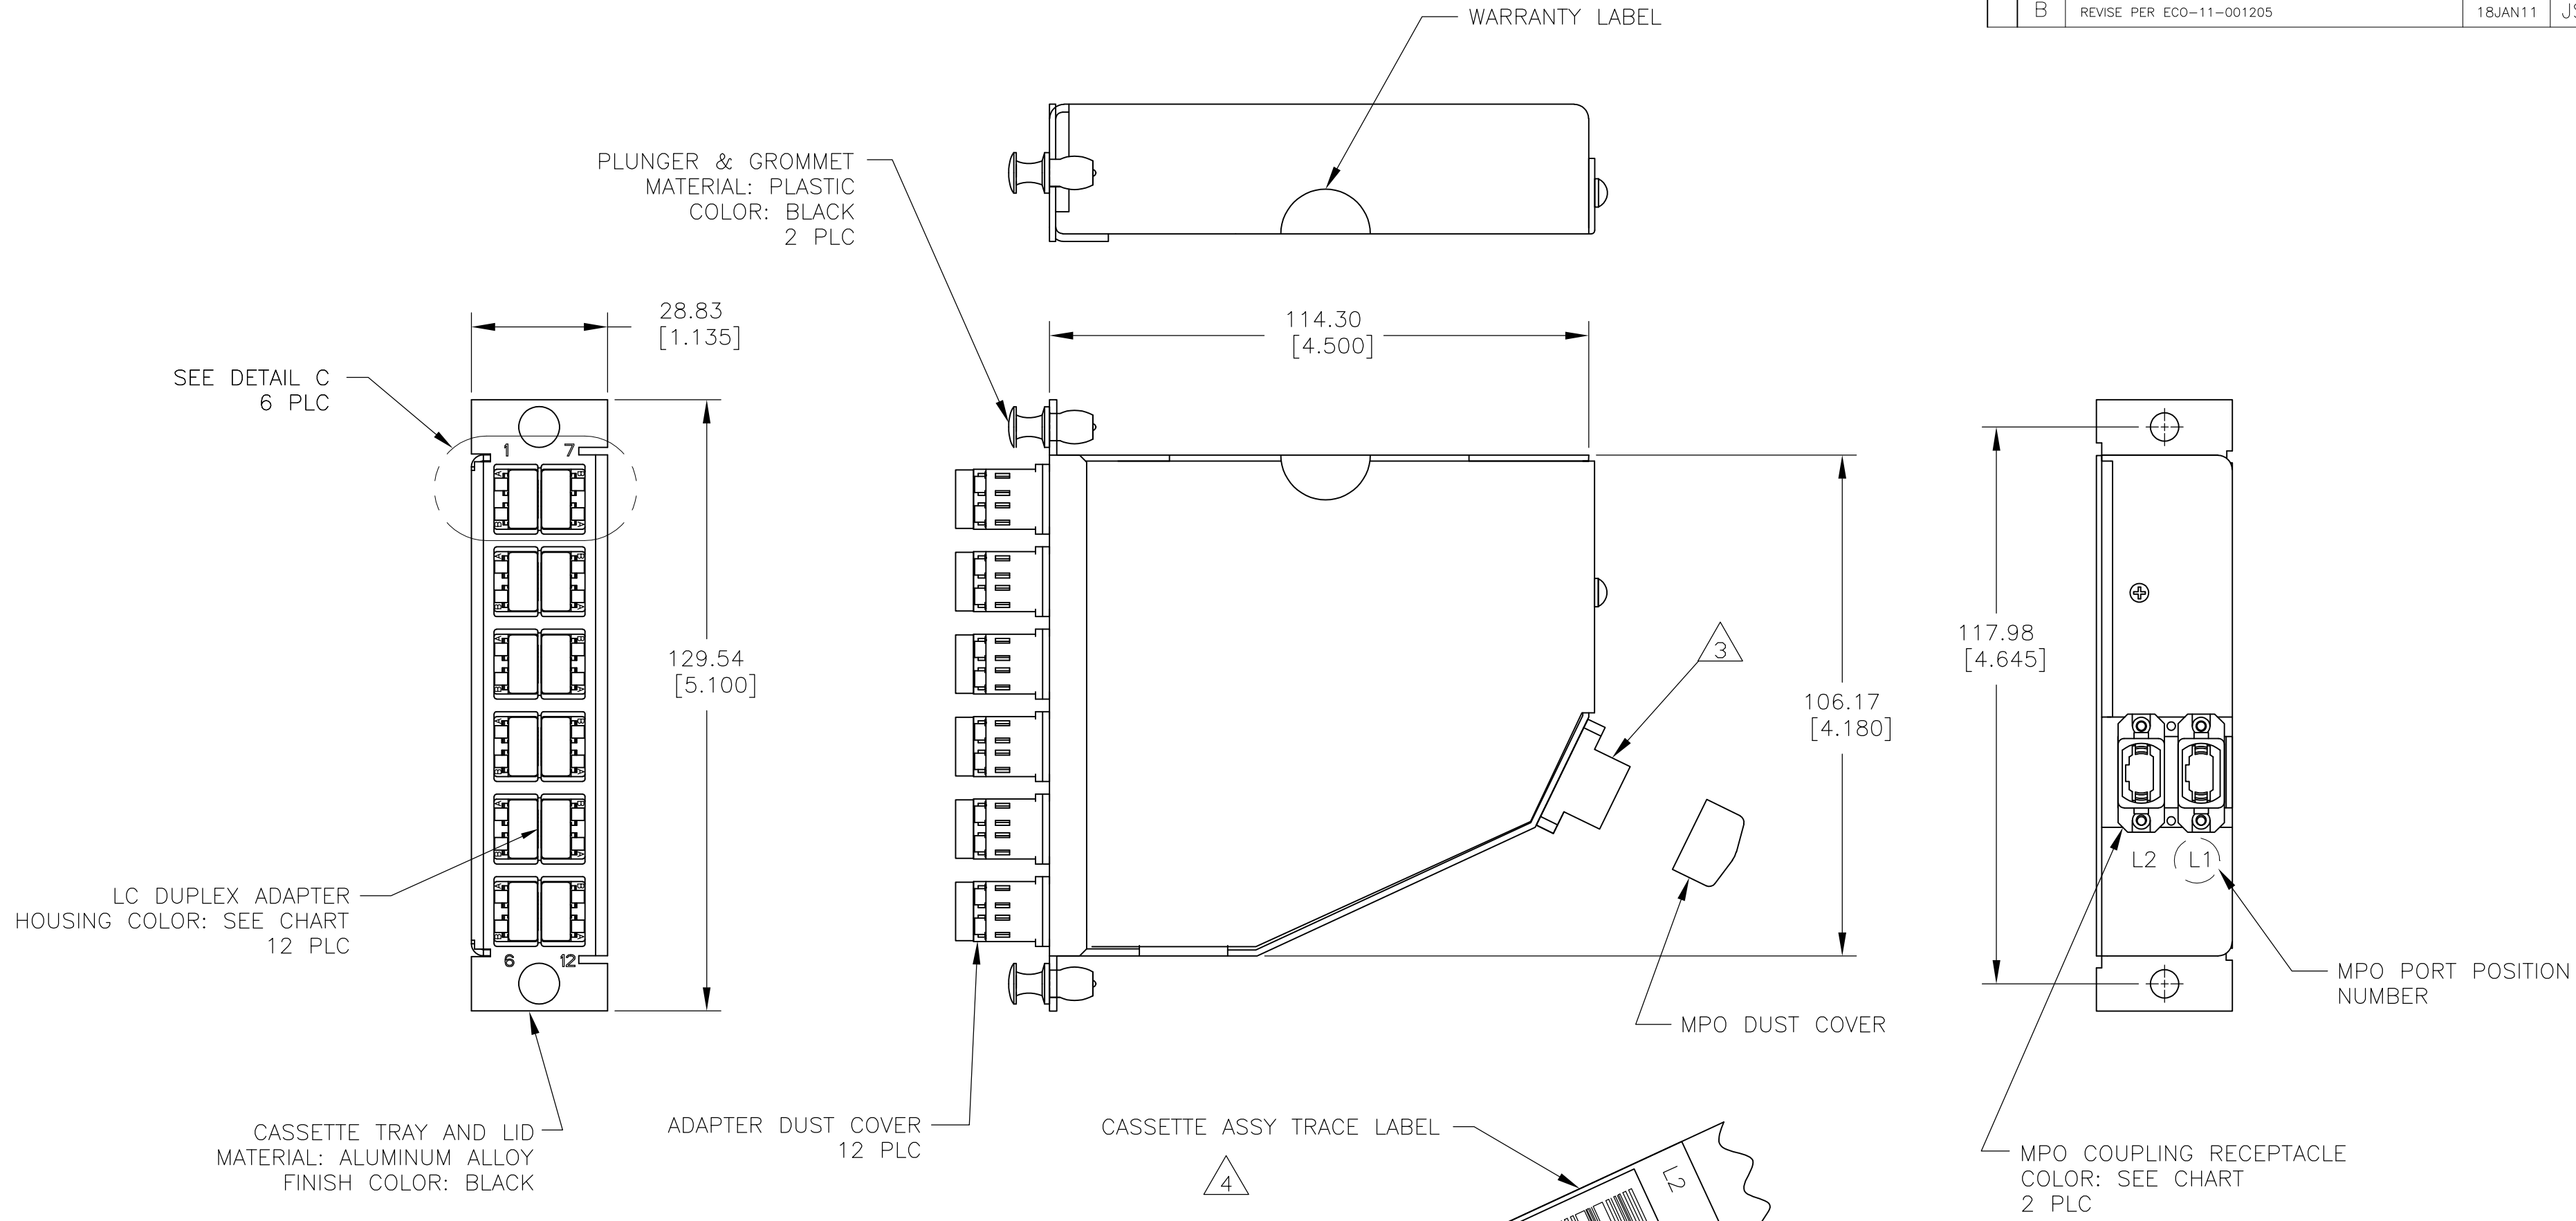 B REVISE PER ECO-11-001205 18JAN11
WARRANTY LABEL
PLUNGER & GROMMET
MATERIAL: PLASTIC
COLOR: BLACK
2 PLC
28.83
[1.135]
114.30
[4.500]
SEE DETAIL C
6 PLC
1 7
A B
B A
A B
B A
A B
B A
A B
B A
A B
B A
A B
B A
6 12
129.54
[5.100]
3
117.98
[4.645]
106.17
[4.180]
L2 L1
LC DUPLEX ADAPTER
HOUSING COLOR: SEE CHART
12 PLC
MPO PORT POSITION
NUMBER
MPO DUST COVER
CASSETTE TRAY AND LID
MATERIAL: ALUMINUM ALLOY
FINISH COLOR: BLACK
ADAPTER DUST COVER
12 PLC
CASSETTE ASSY TRACE LABEL
4
L2
MPO COUPLING RECEPTACLE
COLOR: SEE CHART
2 PLC